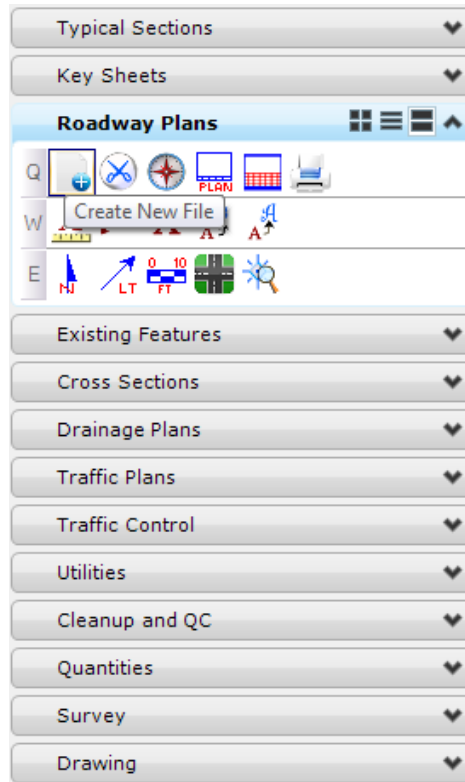 Typical Sections
Key Sheets
Roadway Plans
Q
PLAN
Create New File
W
A
A
E
N
LT
0 10
FT
Existing Features
Cross Sections
Drainage Plans
Traffic Plans
Traffic Control
Utilities
Cleanup and QC
Quantities
Survey
Drawing